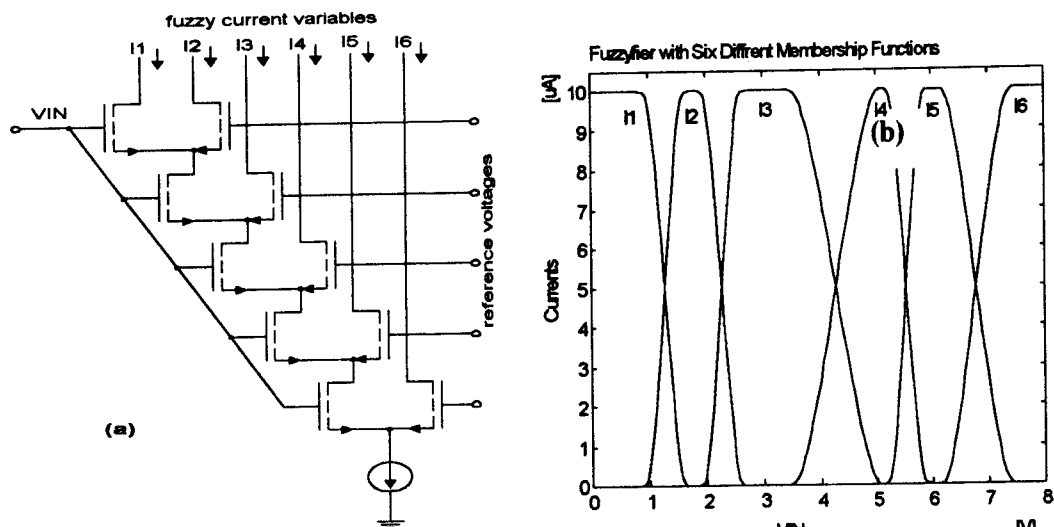 fuzzy current variables
I1 I2 I3 I4 I5 I6
VIN
reference voltages
(a)
Fuzzyfier with Six Diffrent Membership Functions
[uA]
10
9
8
7
6
5
4
3
2
1
0
Currents
I1 I2 I3 I4 I5 I6
(b)
0 1 2 3 4 5 6 7 8